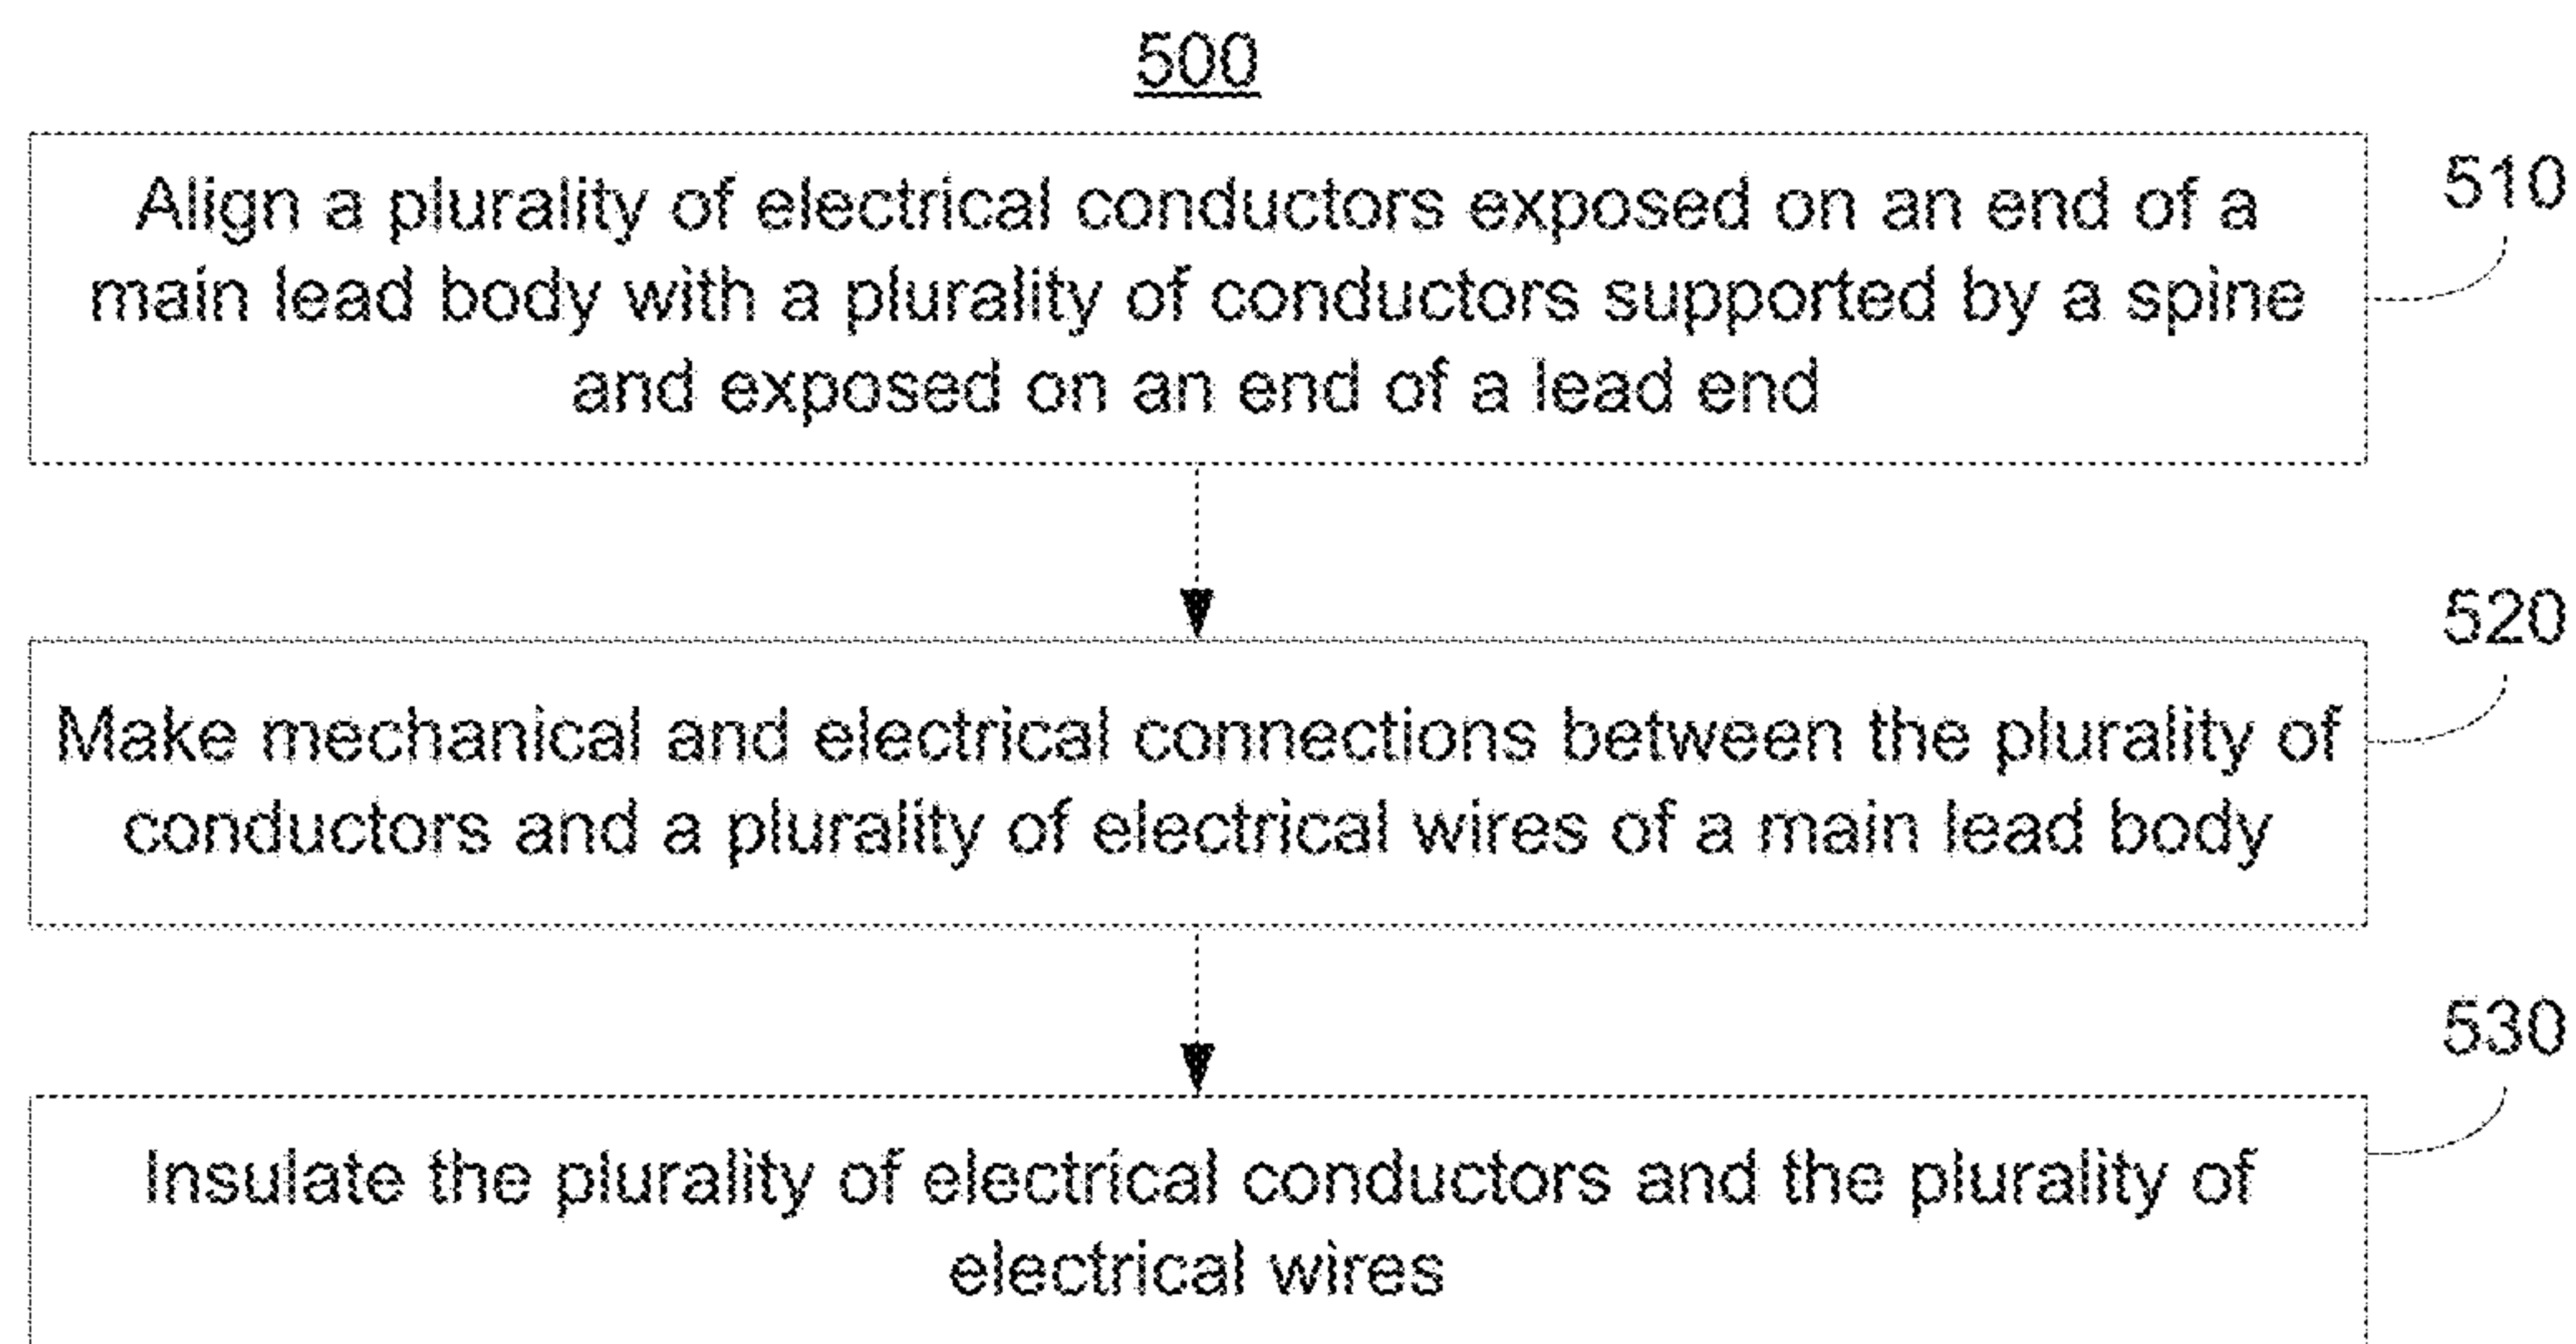 500
Align a plurality of electrical conductors exposed on an end of a
main lead body with a plurality of conductors supported by a spine
and exposed on an end of a lead end
510
Make mechanical and electrical connections between the plurality of
conductors and a plurality of electrical wires of a main lead body
520
Insulate the plurality of electrical conductors and the plurality of
electrical wires
530